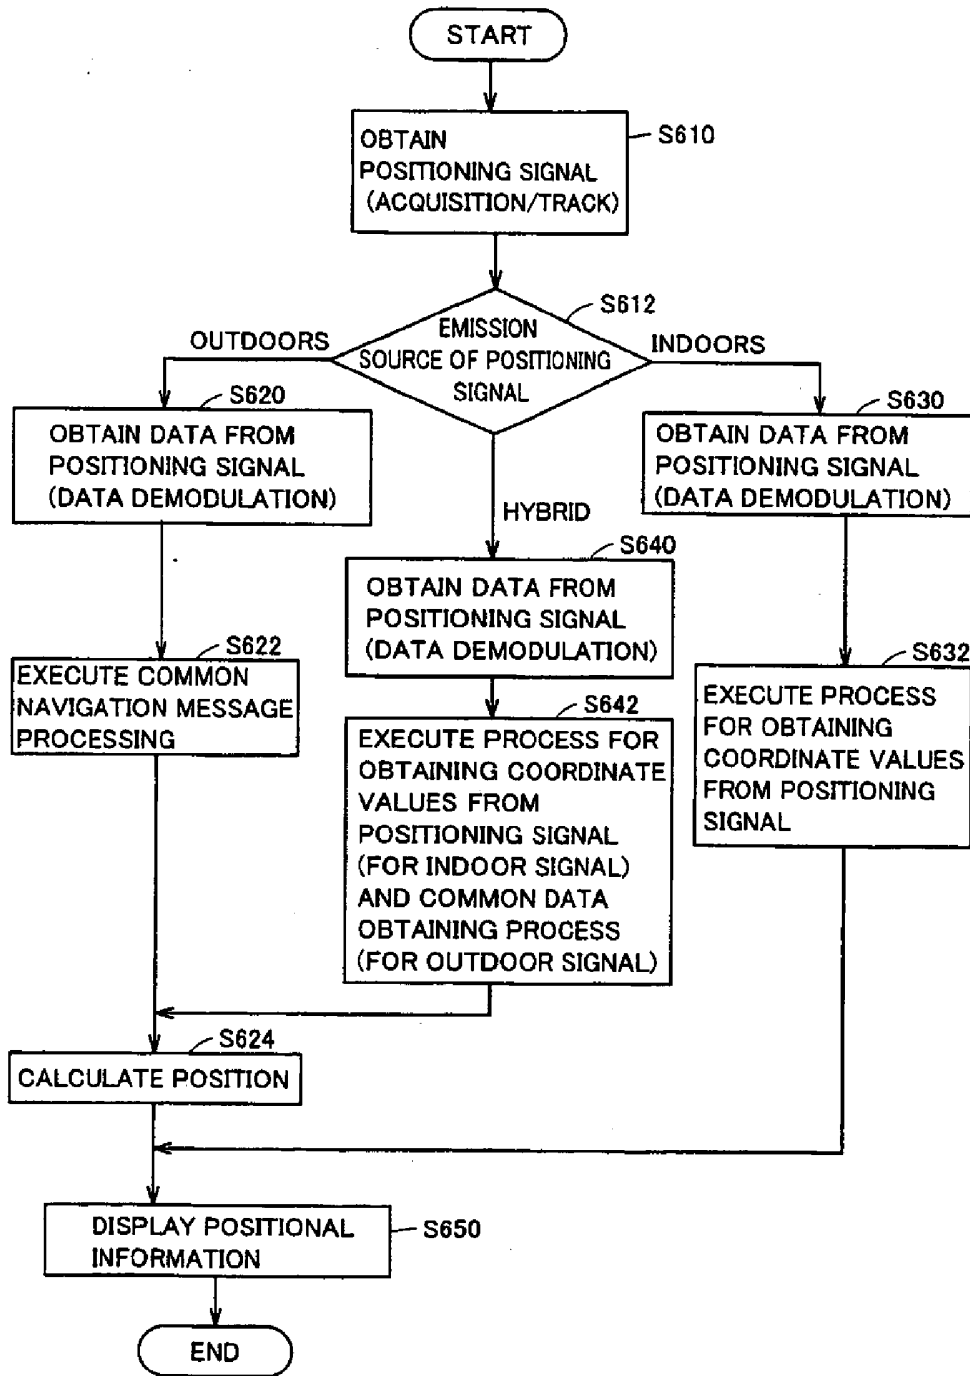 START
OBTAIN
POSITIONING SIGNAL
(ACQUISITION/TRACK)
S610
EMISSION
SOURCE OF POSITIONING
SIGNAL
S612
OUTDOORS
INDOORS
HYBRID
S620
OBTAIN DATA FROM
POSITIONING SIGNAL
(DATA DEMODULATION)
S630
OBTAIN DATA FROM
POSITIONING SIGNAL
(DATA DEMODULATION)
S640
OBTAIN DATA FROM
POSITIONING SIGNAL
(DATA DEMODULATION)
S622
EXECUTE COMMON
NAVIGATION MESSAGE
PROCESSING
S642
EXECUTE PROCESS FOR
OBTAINING COORDINATE
VALUES FROM
POSITIONING SIGNAL
(FOR INDOOR SIGNAL)
AND COMMON DATA
OBTAINING PROCESS
(FOR OUTDOOR SIGNAL)
S632
EXECUTE PROCESS
FOR OBTAINING
COORDINATE VALUES
FROM POSITIONING
SIGNAL
S624
CALCULATE POSITION
DISPLAY POSITIONAL
INFORMATION
S650
END